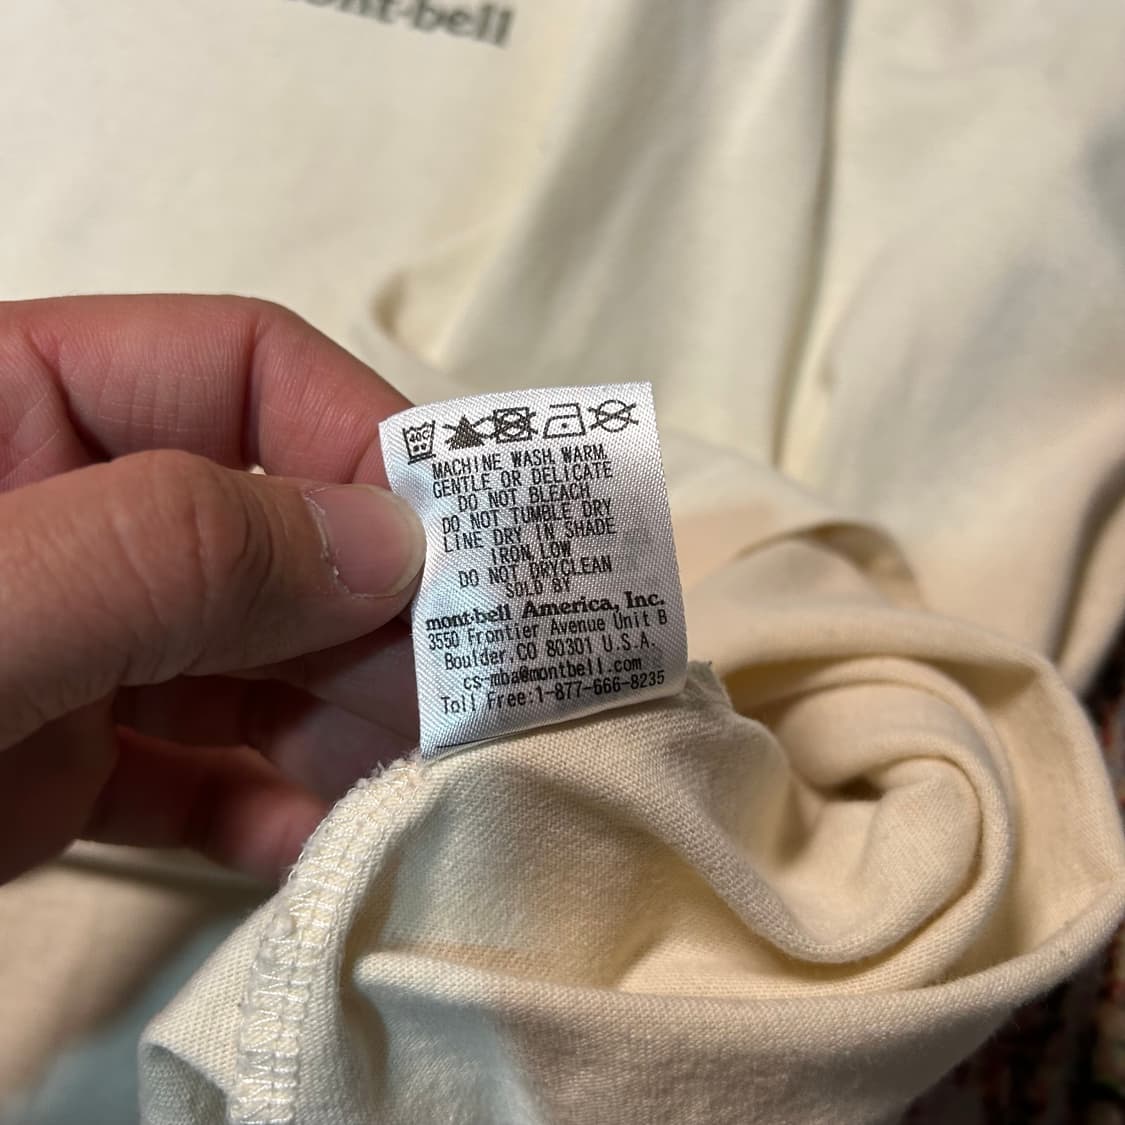 mont-bell
40C
MACHINE WASH WARM
GENTLE OR DELICATE
DO NOT BLEACH
DO NOT TUMBLE DRY
LINE DRY IN SHADE
IRON LOW
DO NOT DRYCLEAN
SOLD BY
mont-bell America, Inc.
3550 Frontier Avenue Unit B
Boulder,CO 80301 U.S.A.
cs-mba@montbell.com
Toll Free:1-877-666-8235